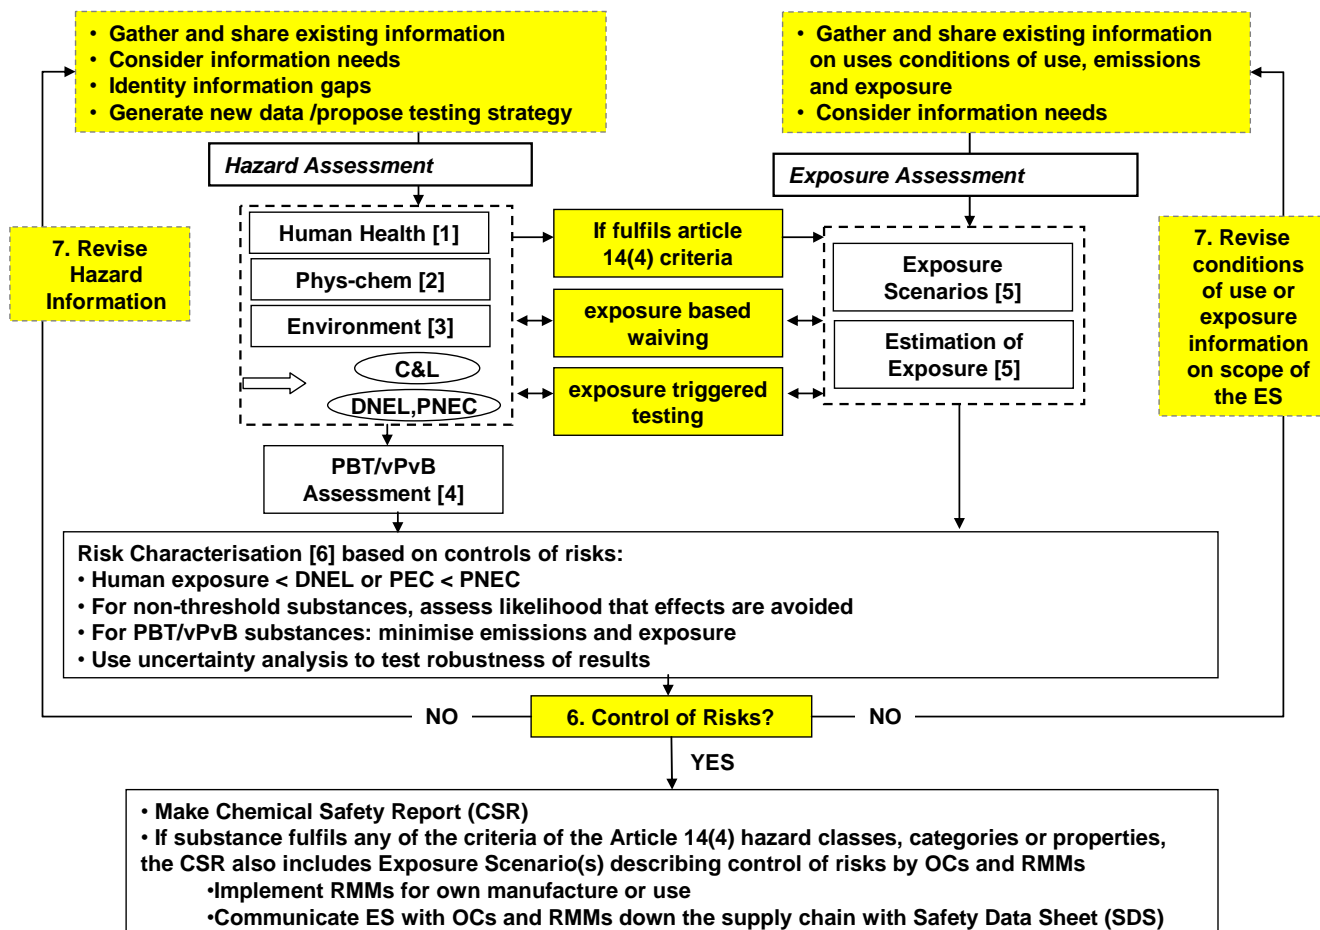 • Gather and share existing information
• Consider information needs
• Identity information gaps
• Generate new data /propose testing strategy
• Gather and share existing information
on uses conditions of use, emissions
and exposure
• Consider information needs
Hazard Assessment
Exposure Assessment
7. Revise
Hazard
Information
Human Health [1]
Phys-chem [2]
Environment [3]
C&L
DNEL,PNEC
If fulfils article
14(4) criteria
exposure based
waiving
exposure triggered
testing
Exposure
Scenarios [5]
Estimation of
Exposure [5]
7. Revise
conditions
of use or
exposure
information
on scope of
the ES
PBT/vPvB
Assessment [4]
Risk Characterisation [6] based on controls of risks:
• Human exposure < DNEL or PEC < PNEC
• For non-threshold substances, assess likelihood that effects are avoided
• For PBT/vPvB substances: minimise emissions and exposure
• Use uncertainty analysis to test robustness of results
NO
6. Control of Risks?
NO
YES
• Make Chemical Safety Report (CSR)
• If substance fulfils any of the criteria of the Article 14(4) hazard classes, categories or properties,
the CSR also includes Exposure Scenario(s) describing control of risks by OCs and RMMs
•Implement RMMs for own manufacture or use
•Communicate ES with OCs and RMMs down the supply chain with Safety Data Sheet (SDS)